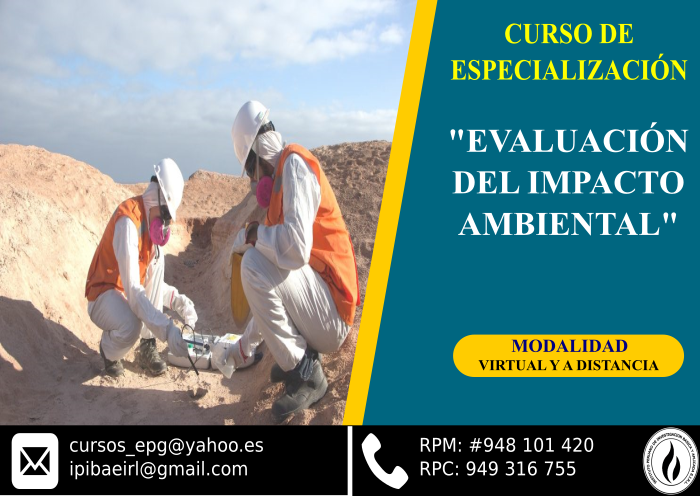 CURSO DE
ESPECIALIZACIÓN
"EVALUACIÓN
DEL IMPACTO
AMBIENTAL"
MODALIDAD
VIRTUAL Y A DISTANCIA
cursos_epg@yahoo.es
ipibaeirl@gmail.com
RPM: #948 101 420
RPC: 949 316 755